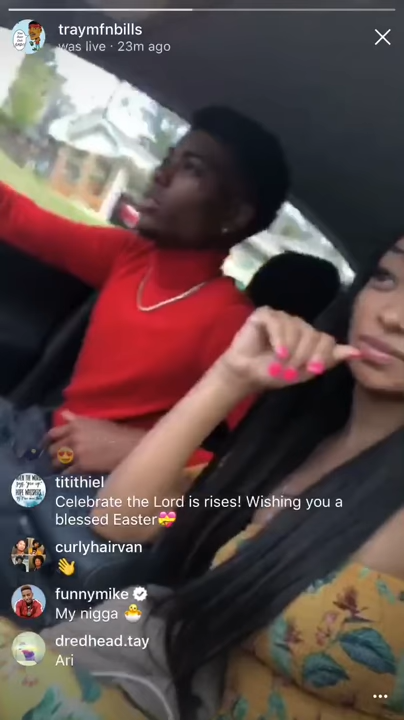 traymfnbills
was live · 23m ago
titithiel
Celebrate the Lord is rises! Wishing you a
blessed Easter💝
curlyhairvan
👋
funnymike
My nigga 🐣
dredhead.tay
Ari